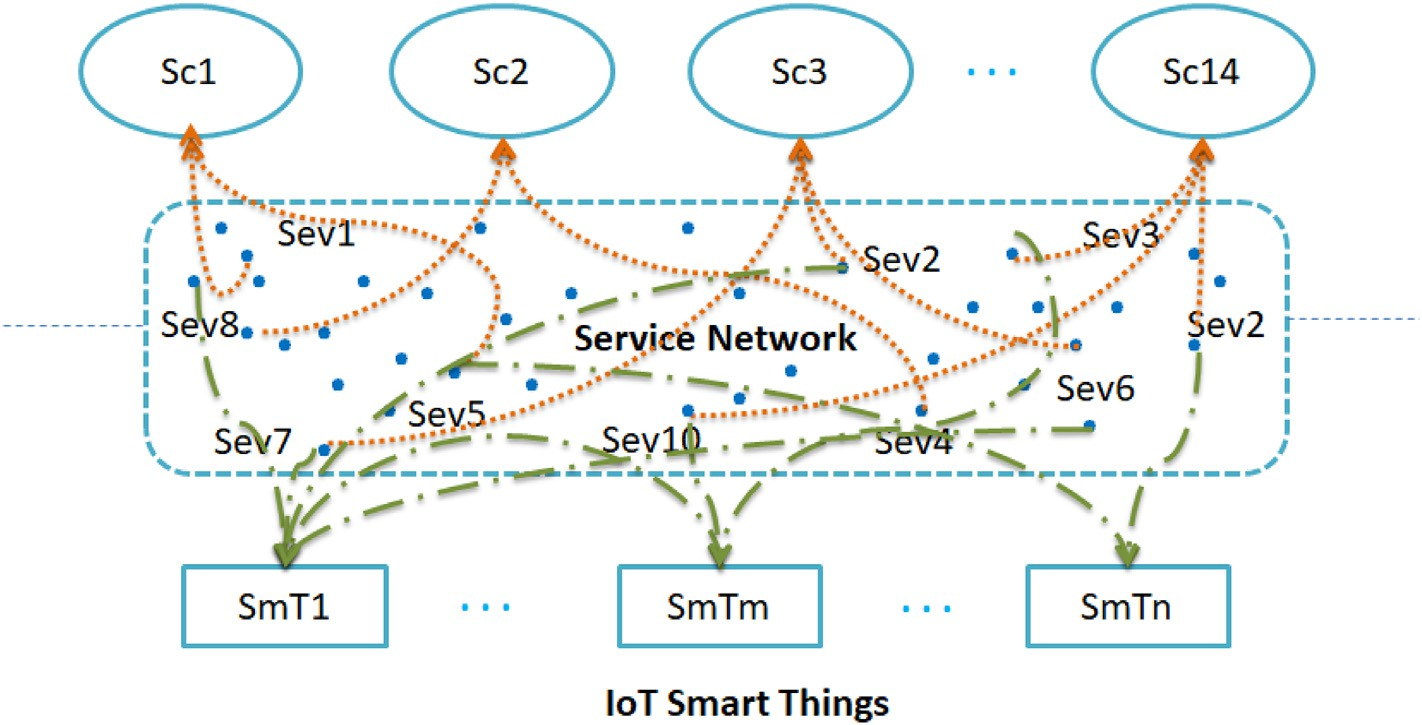 Sc1 Sc2 Sc3 ... Sc14
Sev1 Sev3
Sev2
Sev8 Sev2
Service Network
Sev6
Sev5
Sev7 Sev10 Sev4
SmT1 ... SmTm ... SmTn
IoT Smart Things